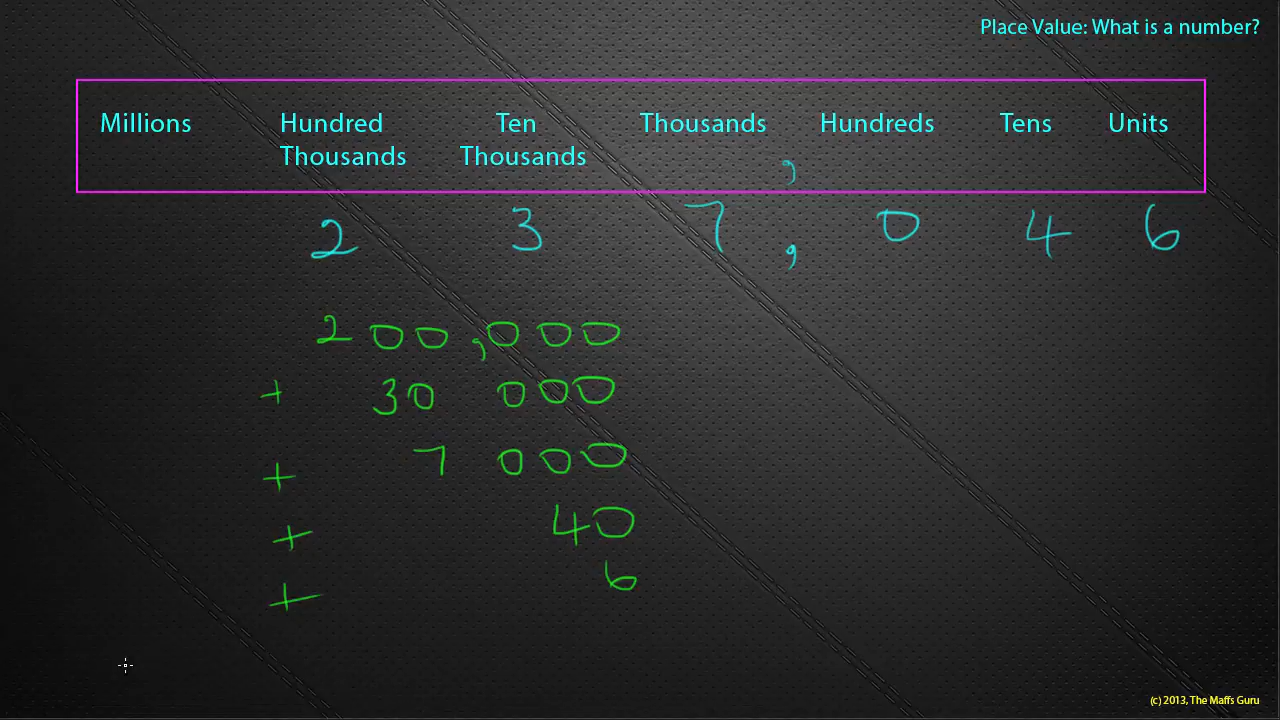 Place Value: What is a number?
Millions Hundred Thousands Ten Thousands Thousands , Hundreds Tens Units
2 3 7 , 0 4 6
200,000
+ 30 000
+ 7 000
+ 40
+ 6
(c) 2013, The Maffs Guru